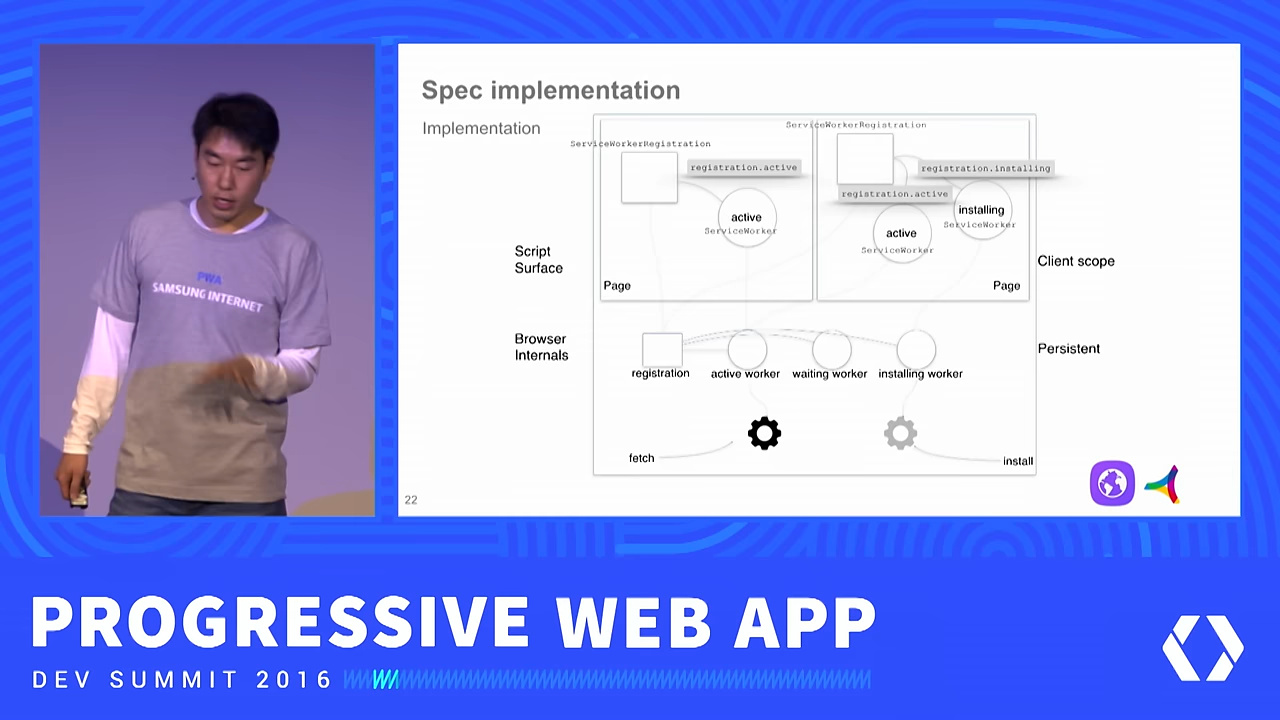 PWA
SAMSUNG INTERNET
Spec implementation
Implementation
ServiceWorkerRegistration
registration.active
active
ServiceWorker
Page
ServiceWorkerRegistration
registration.installing
registration.active
installing
ServiceWorker
active
ServiceWorker
Page
Script
Surface
Client scope
Browser
Internals
Persistent
registration
active worker
waiting worker
installing worker
fetch
install
22
PROGRESSIVE WEB APP
DEV SUMMIT 2016